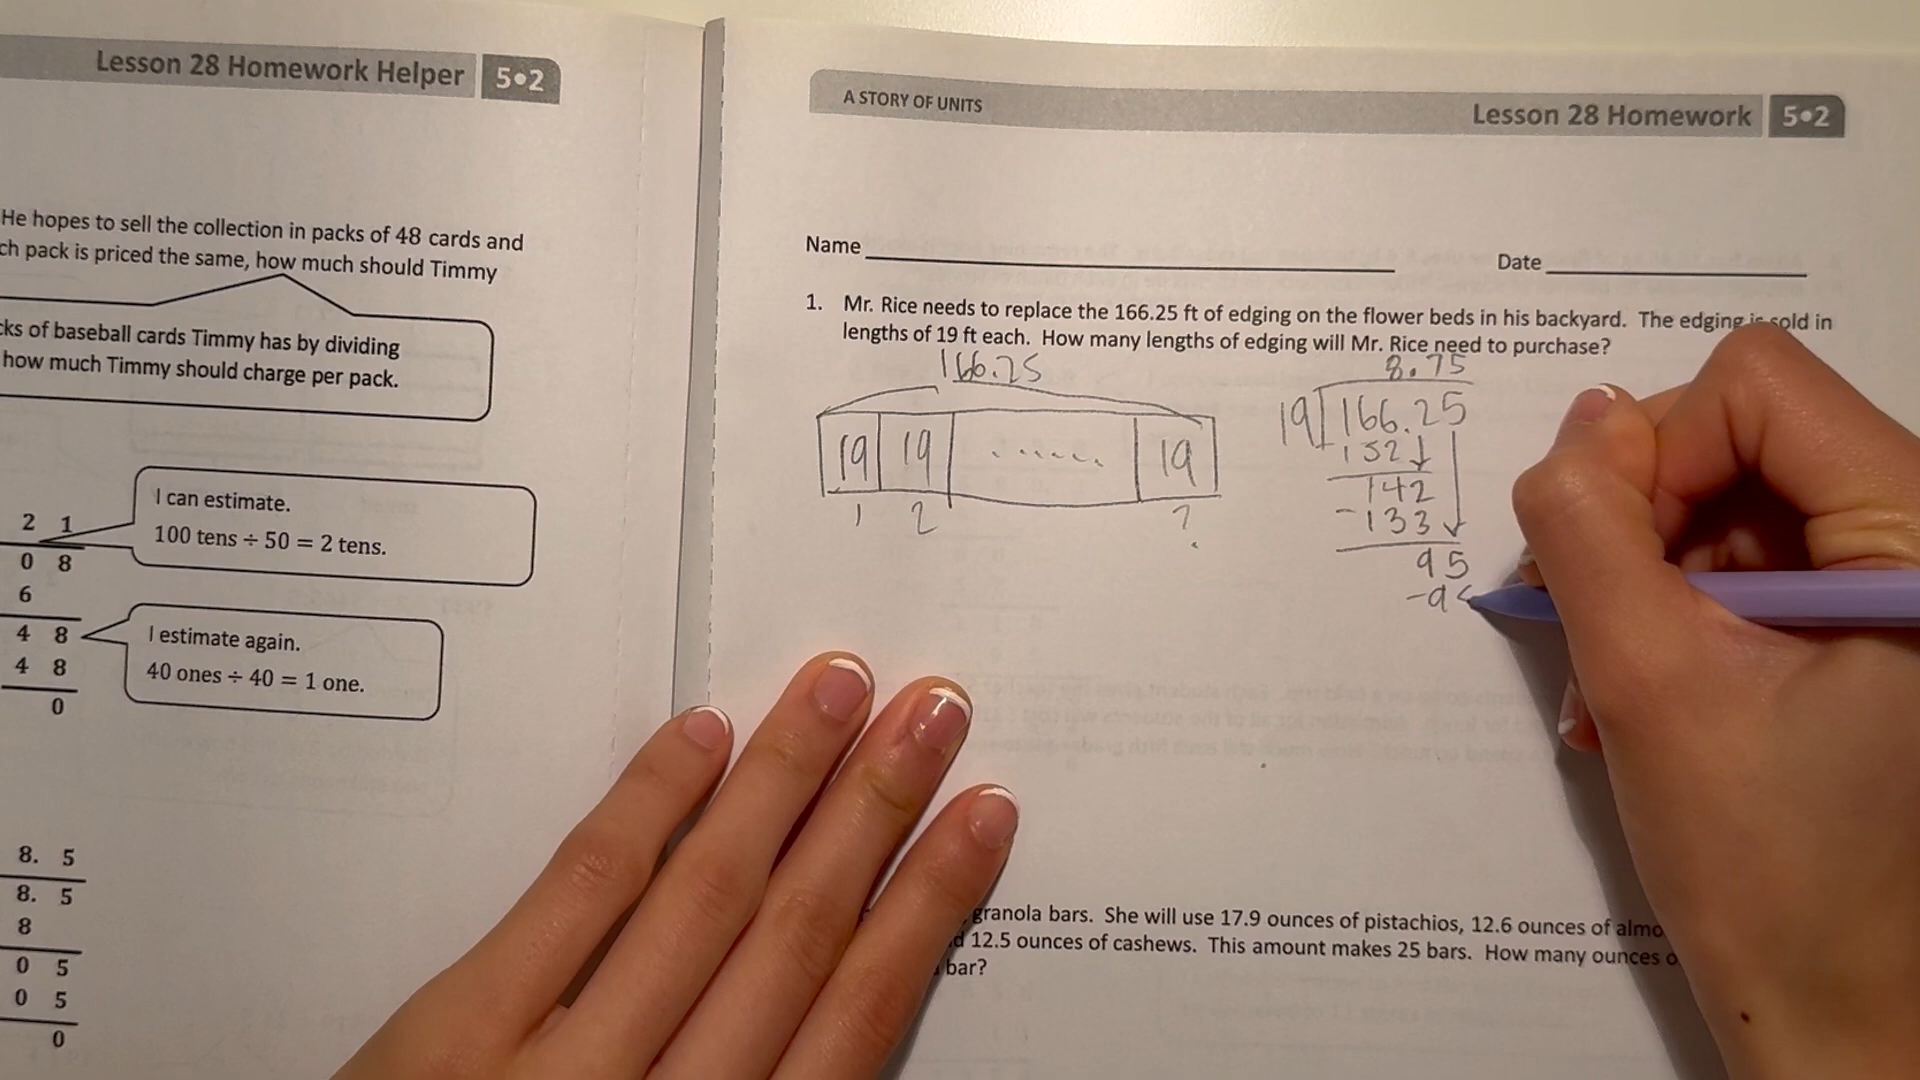 Lesson 28 Homework Helper 5•2
He hopes to sell the collection in packs of 48 cards and
ch pack is priced the same, how much should Timmy
cks of baseball cards Timmy has by dividing
how much Timmy should charge per pack.
I can estimate.
100 tens ÷ 50 = 2 tens.
2 1
0 8
6
4 8
4 8
0
I estimate again.
40 ones ÷ 40 = 1 one.
8. 5
8. 5
8
0 5
0 5
0
A STORY OF UNITS
Lesson 28 Homework 5•2
Name
Date
1. Mr. Rice needs to replace the 166.25 ft of edging on the flower beds in his backyard. The edging is sold in
lengths of 19 ft each. How many lengths of edging will Mr. Rice need to purchase?
166.25
19 19 ...... 19
1 2 ?
8.75
19 166.25
152
142
-133
95
-9
granola bars. She will use 17.9 ounces of pistachios, 12.6 ounces of almo
12.5 ounces of cashews. This amount makes 25 bars. How many ounces o
bar?